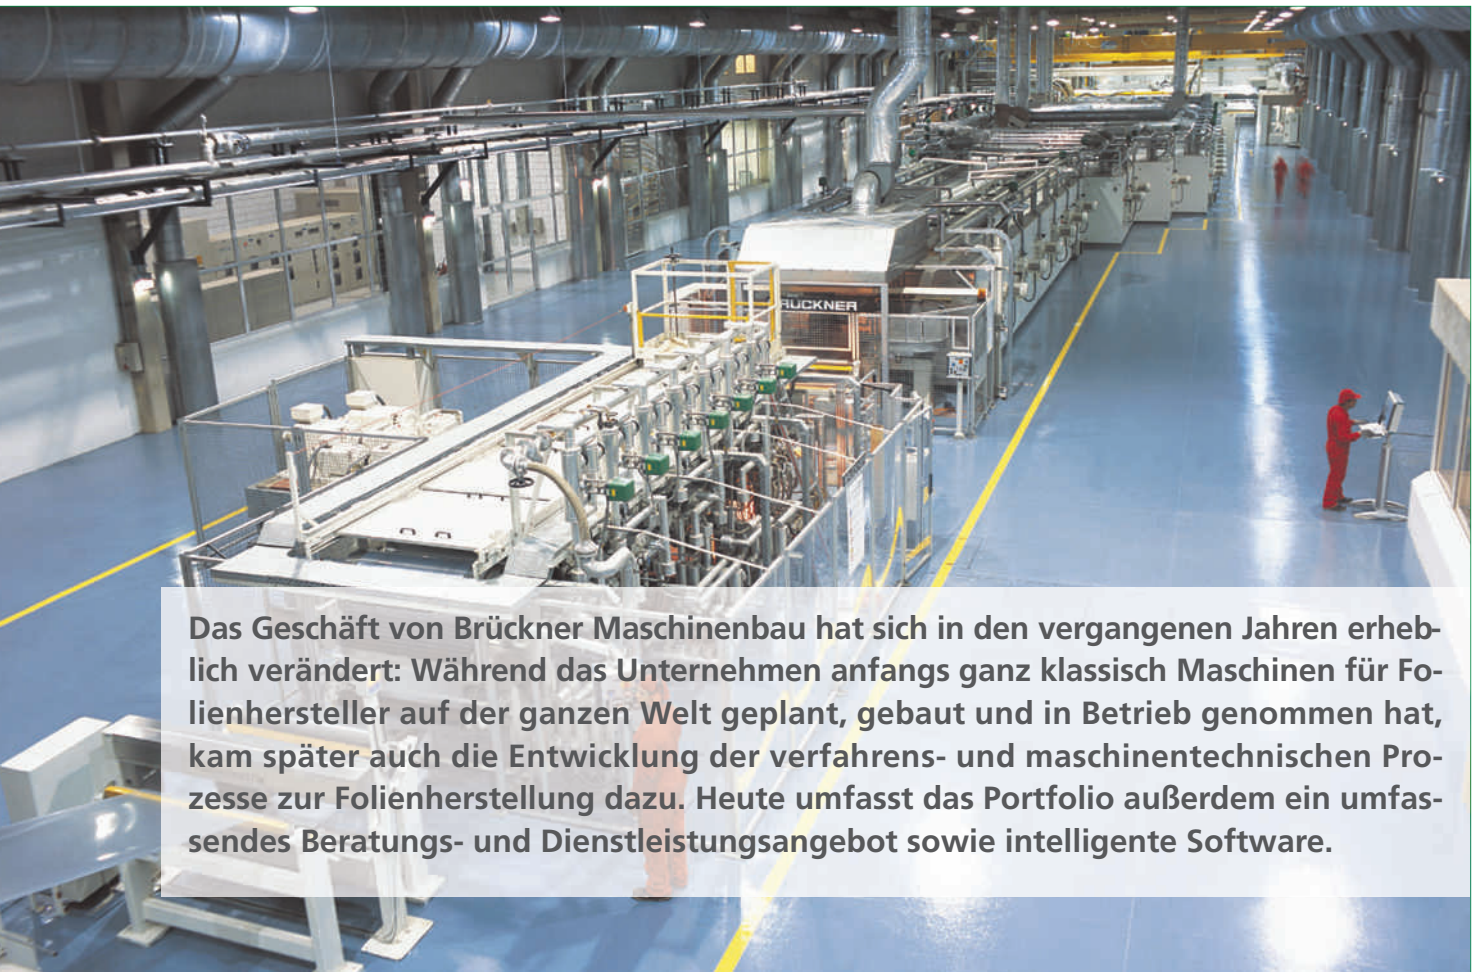 RÜCKNER
Das Geschäft von Brückner Maschinenbau hat sich in den vergangenen Jahren erheb-
lich verändert: Während das Unternehmen anfangs ganz klassisch Maschinen für Fo-
lienhersteller auf der ganzen Welt geplant, gebaut und in Betrieb genommen hat,
kam später auch die Entwicklung der verfahrens- und maschinentechnischen Pro-
zesse zur Folienherstellung dazu. Heute umfasst das Portfolio außerdem ein umfas-
sendes Beratungs- und Dienstleistungsangebot sowie intelligente Software.